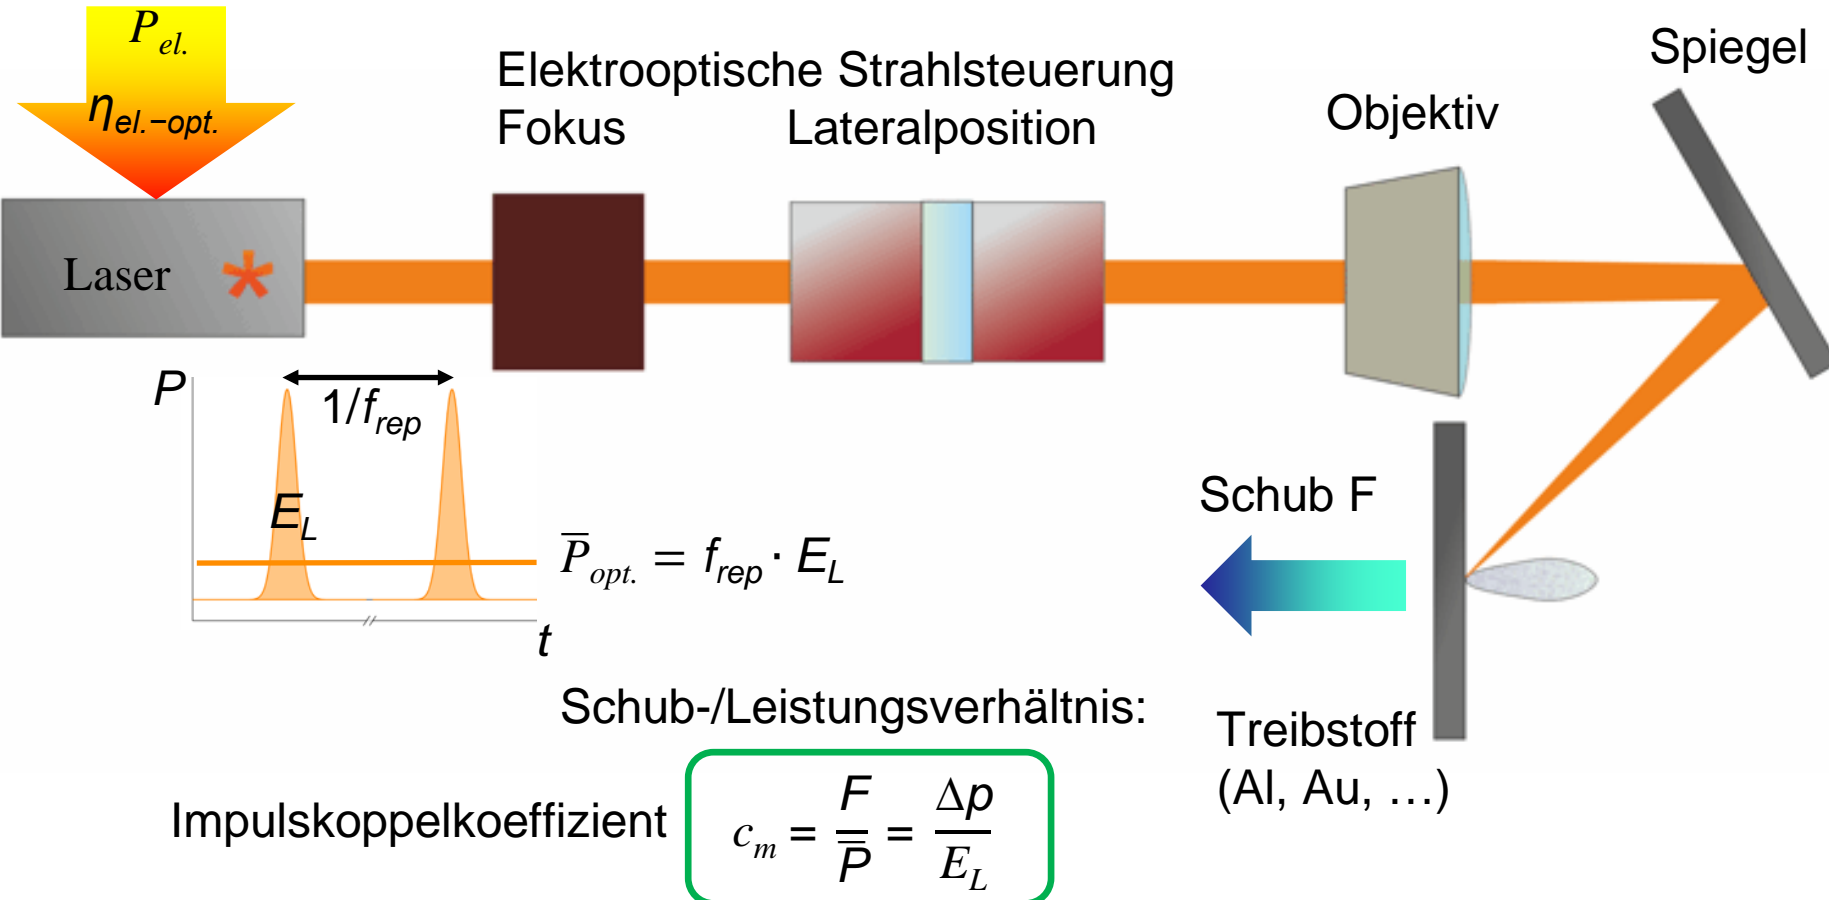 P_el.
η_el.-opt.
Elektrooptische Strahlsteuerung
Fokus Lateralposition
Objektiv
Spiegel
Laser *
P
1/f_rep
E_L
P̅_opt. = f_rep · E_L
t
Schub F
Schub-/Leistungsverhältnis:
Treibstoff
(Al, Au, …)
Impulskoppelkoeffizient
c_m = F/P̅ = Δp/E_L